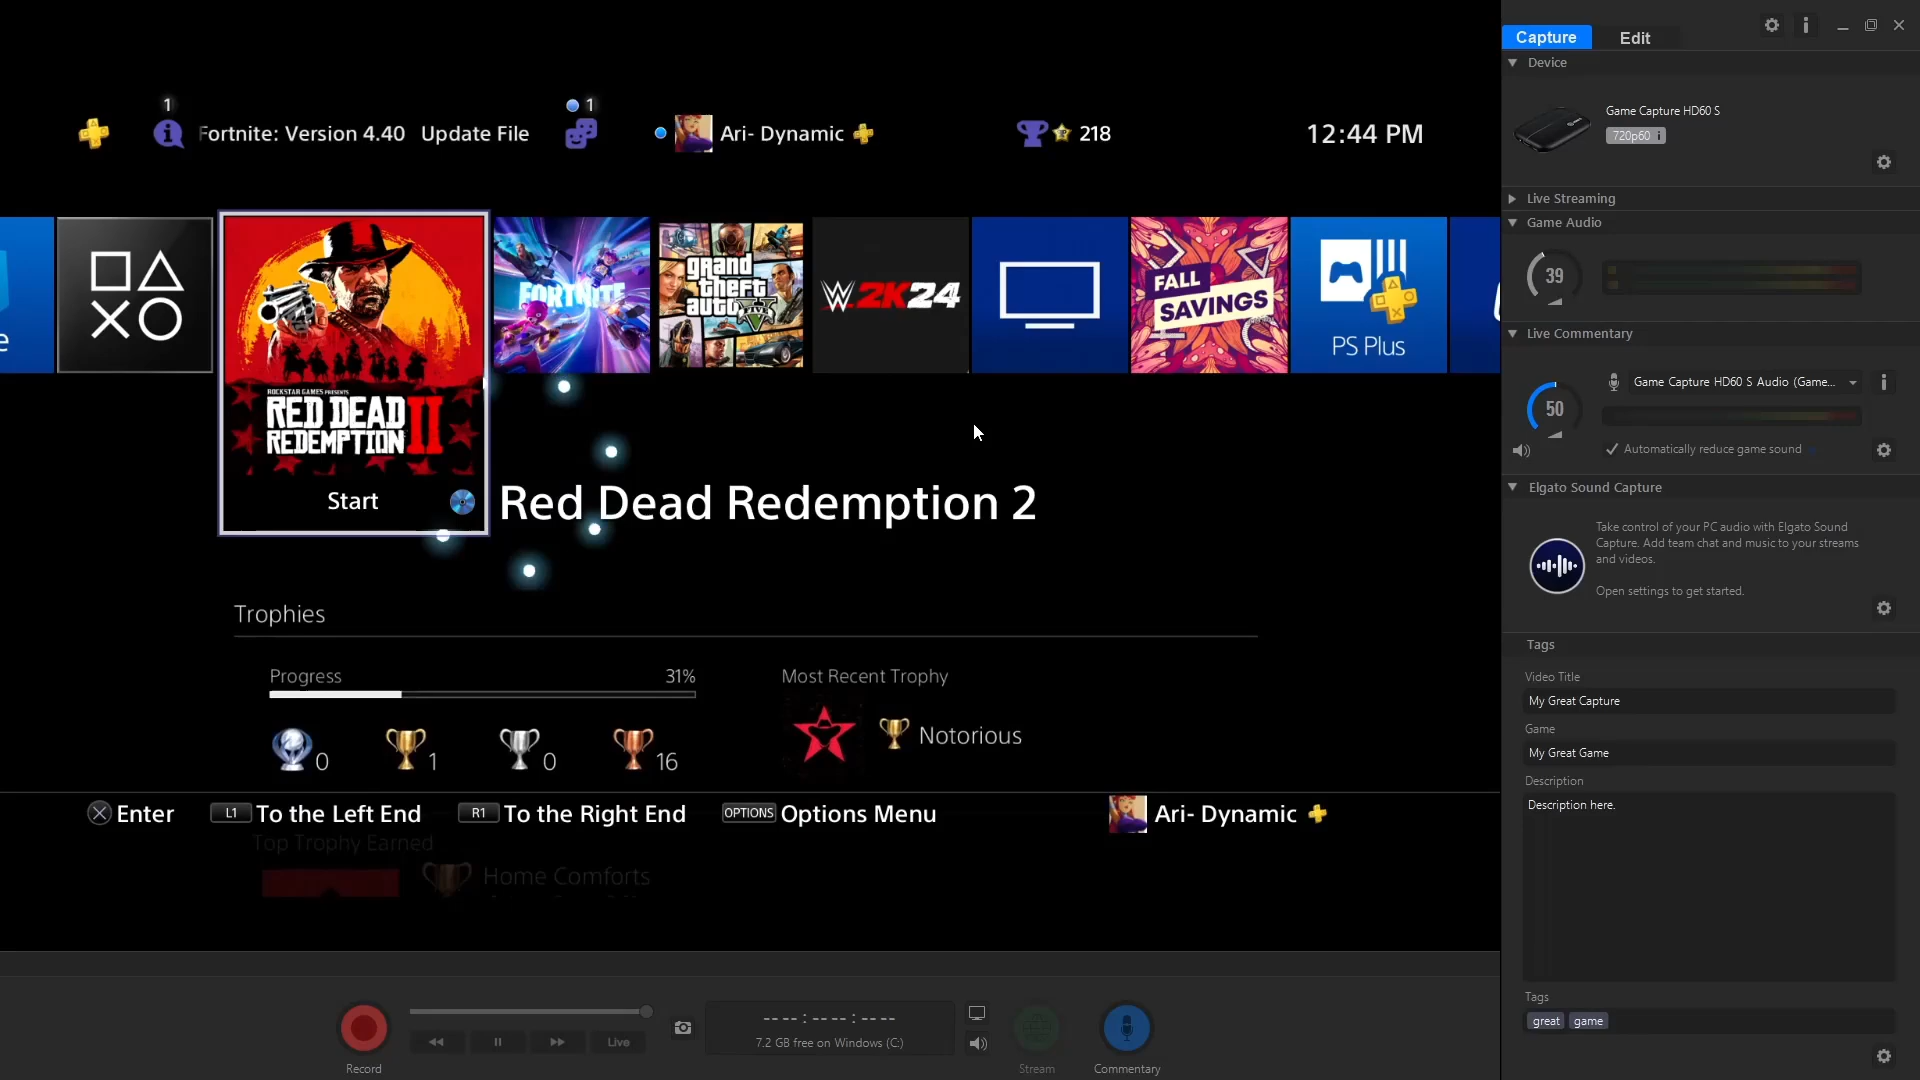 Capture
Edit
Device
Game Capture HD60 S
720p60 i
Live Streaming
Game Audio
39
Live Commentary
Game Capture HD60 S Audio (Game...
50
Automatically reduce game sound
Elgato Sound Capture
Take control of your PC audio with Elgato Sound
Capture. Add team chat and music to your streams
and videos.
Open settings to get started.
Tags
Video Title
My Great Capture
Game
My Great Game
Description
Description here.
Tags
great game
1
Fortnite: Version 4.40 Update File
1
Ari- Dynamic
218
12:44 PM
e
ROCKSTAR GAMES PRESENTS
RED DEAD
REDEMPTION II
Start
FORTNITE
grand
theft
auto V
FIVE
W 2K24
FALL
SAVINGS
PS Plus
Red Dead Redemption 2
Trophies
Progress 31%
0 1 0 16
Most Recent Trophy
Notorious
Enter
L1 To the Left End
R1 To the Right End
OPTIONS Options Menu
Ari- Dynamic
Top Trophy Earned
Home Comforts
Record
Live
-- -- : -- -- : -- --
7.2 GB free on Windows (C:)
Stream
Commentary